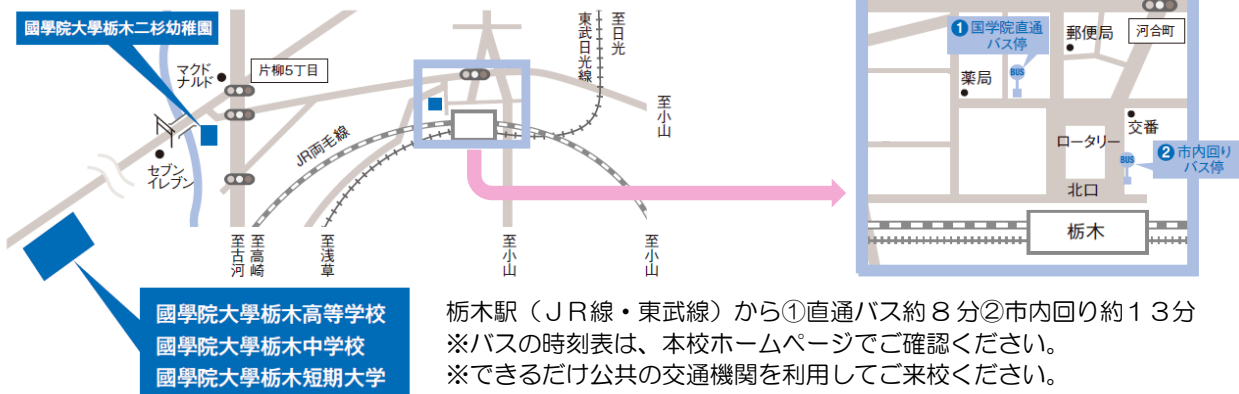 國學院大學栃木二杉幼稚園
マクド
ナルド
片柳5丁目
セブン
イレブン
JR両毛線
東武日光線
至日光
至小山
至古河
至高崎
至浅草
至小山
至小山
❶国学院直通
バス停
郵便局
河合町
薬局
BUS
交番
ロータリー
BUS
❷市内回り
バス停
北口
栃木
國學院大學栃木高等学校
國學院大學栃木中学校
國學院大學栃木短期大学
栃木駅（ＪＲ線・東武線）から①直通バス約８分②市内回り約１３分
※バスの時刻表は、本校ホームページでご確認ください。
※できるだけ公共の交通機関を利用してご来校ください。